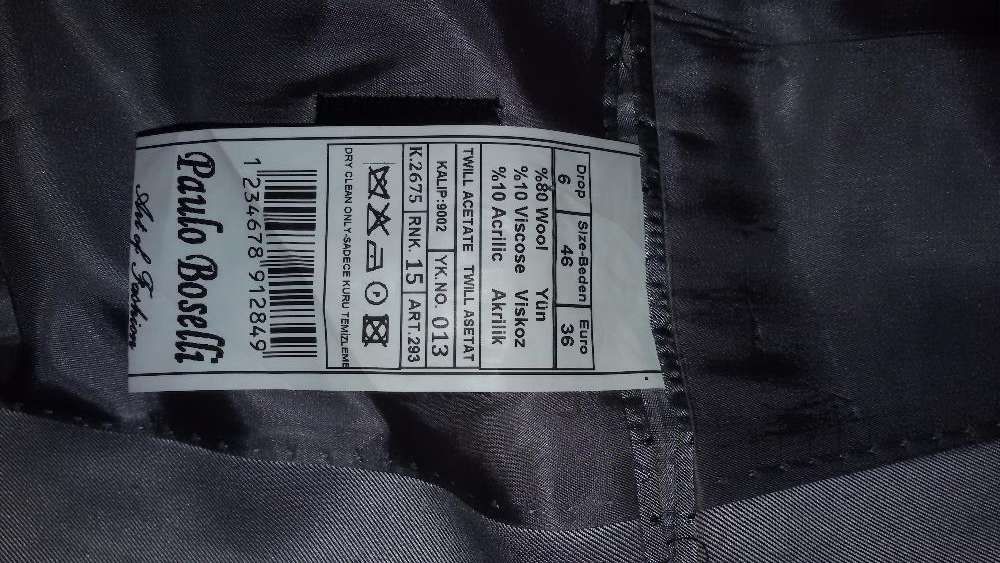 Drop Size-Beden Euro
6 46 36
%80 Wool Yün
%10 Viscose Viskoz
%10 Acrilic Akrilik
TWILL ACETATE TWILL ASETAT
KALIP:9002 YK.NO. 013
K.2675 RNK. 15 ART.293
DRY CLEAN ONLY-SADECE KURU TEMİZLEME
1 234678 912849
Paulo Boselli
Art of Fashion